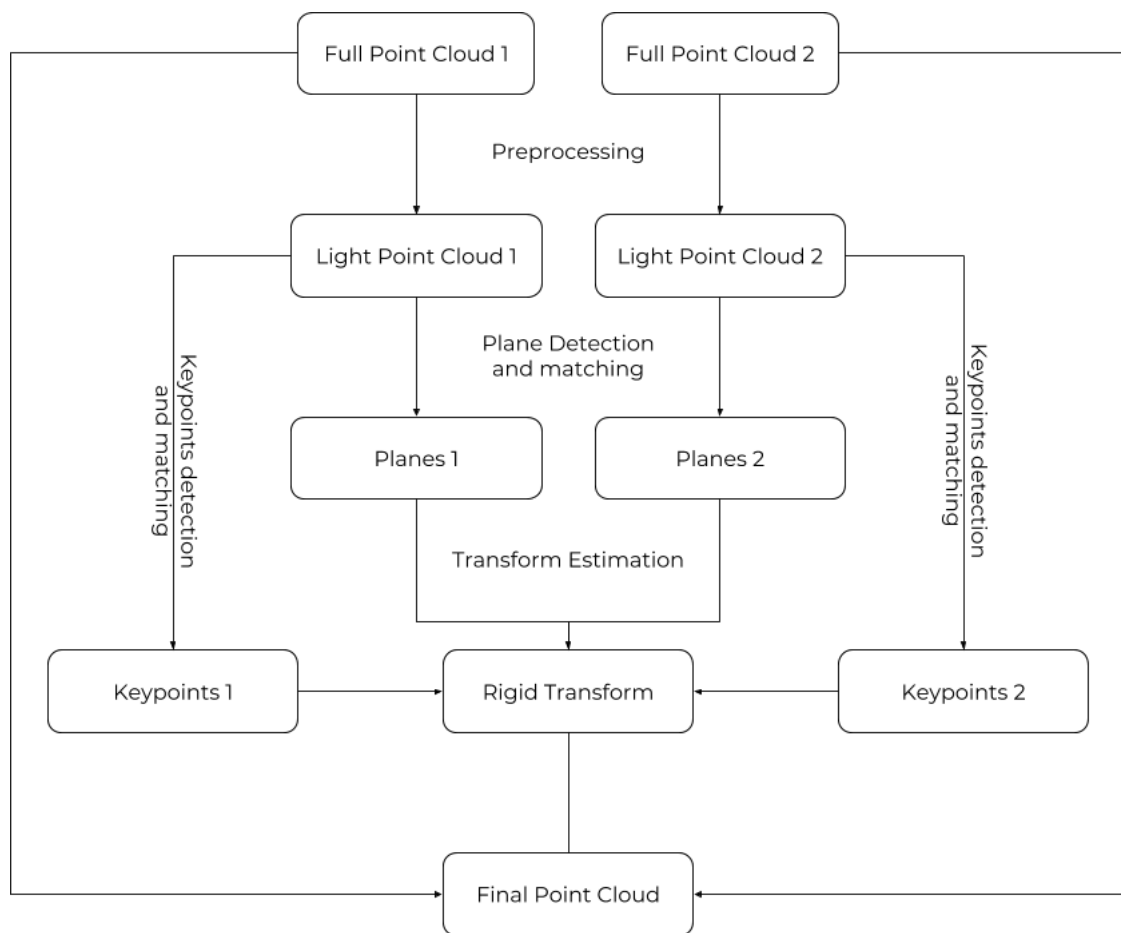 Full Point Cloud 1
Full Point Cloud 2
Preprocessing
Light Point Cloud 1
Light Point Cloud 2
Plane Detection
and matching
Keypoints detection
and matching
Keypoints detection
and matching
Planes 1
Planes 2
Transform Estimation
Keypoints 1
Rigid Transform
Keypoints 2
Final Point Cloud